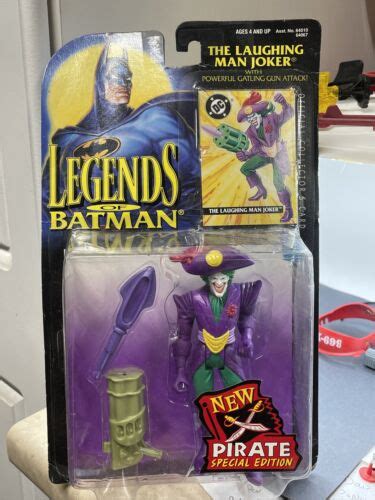 AGES 4 AND UP
Asst. No. 64010
64067
THE LAUGHING
MAN JOKER®
WITH
POWERFUL GATLING GUN ATTACK!
DC
OFFICIAL COLLECTOR'S CARD
THE LAUGHING MAN JOKER™
LEGENDS
OF
BATMAN®
NEW
PIRATE
SPECIAL EDITION